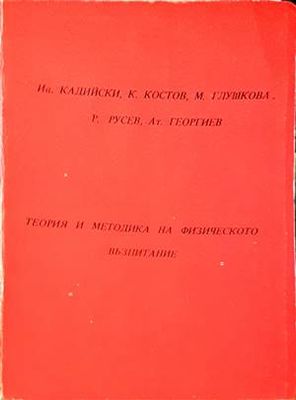 Ив. КАДИЙСКИ, К. КОСТОВ, М. ГЛУШКОВА,
Р. РУСЕВ, Ат. ГЕОРГИЕВ
ТЕОРИЯ И МЕТОДИКА НА ФИЗИЧЕСКОТО
ВЪЗПИТАНИЕ